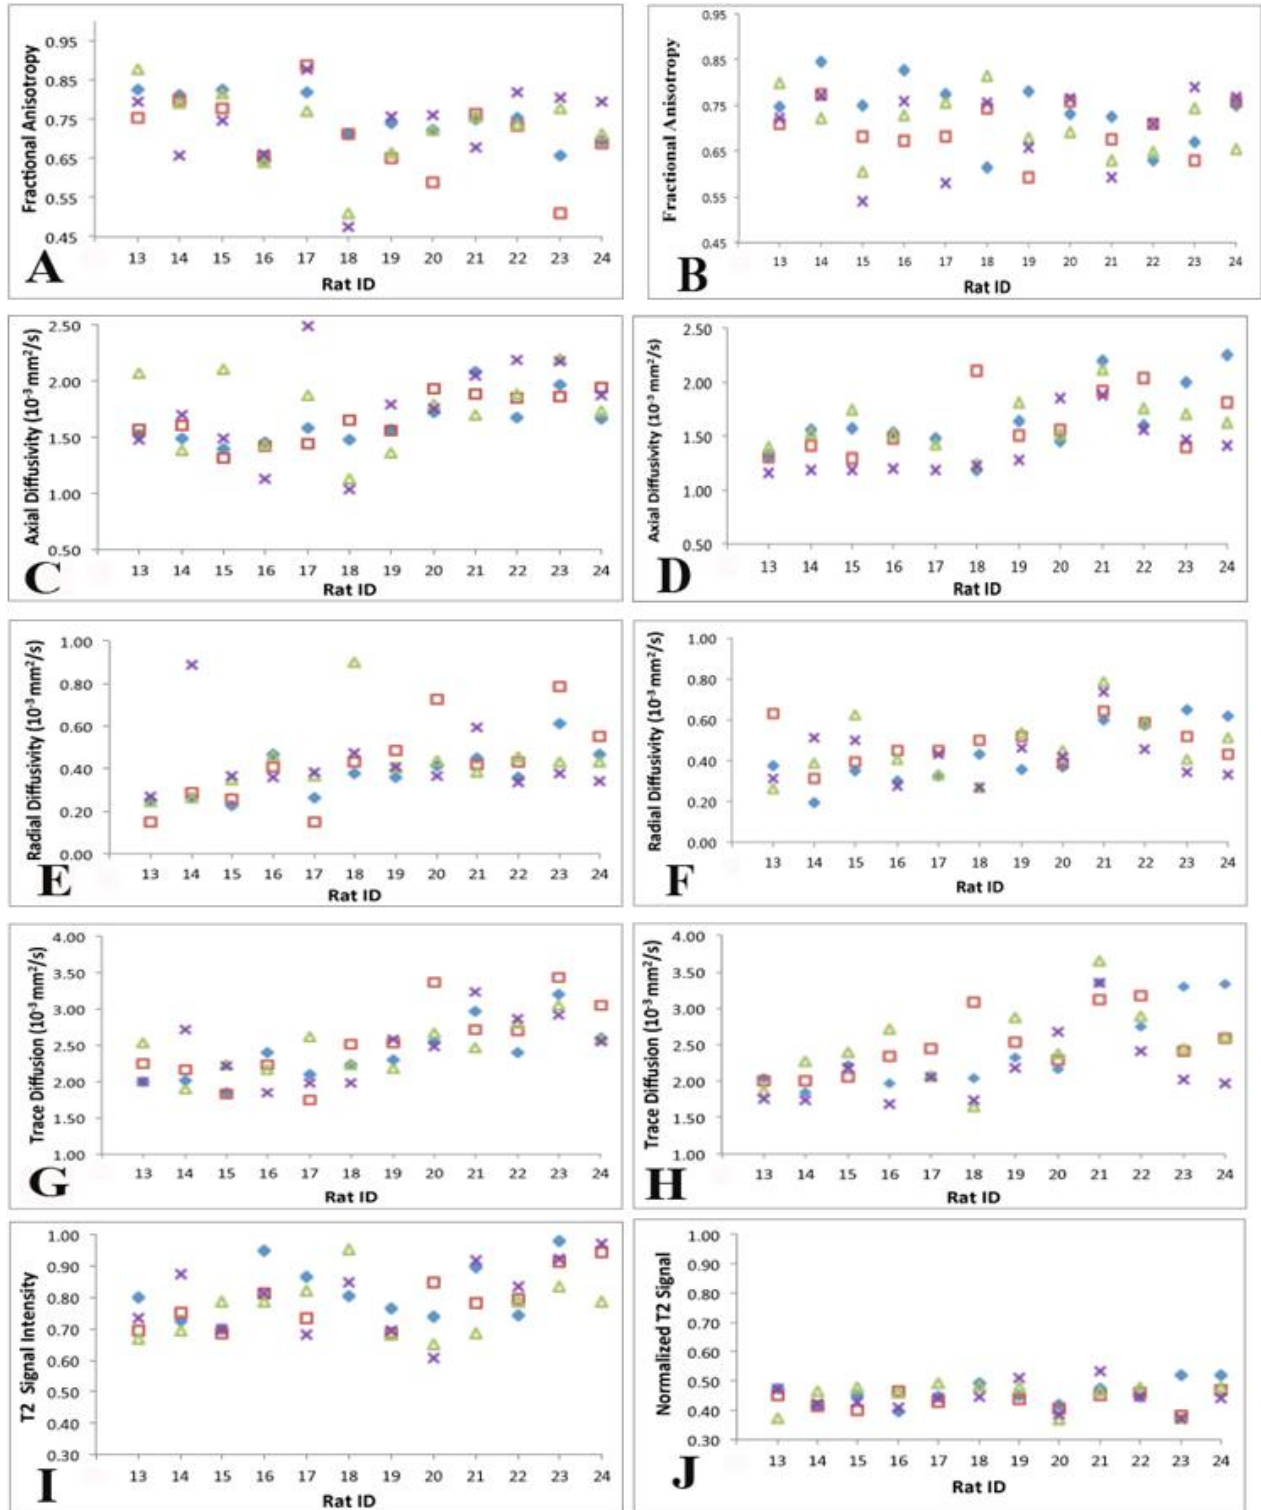 Fractional Anisotropy
0.95
0.85
0.75
0.65
0.55
0.45
13 14 15 16 17 18 19 20 21 22 23 24
Rat ID
A
Fractional Anisotropy
0.95
0.85
0.75
0.65
0.55
0.45
13 14 15 16 17 18 19 20 21 22 23 24
Rat ID
B
Axial Diffusivity (10⁻³ mm²/s)
2.50
2.00
1.50
1.00
0.50
13 14 15 16 17 18 19 20 21 22 23 24
Rat ID
C
Axial Diffusivity (10⁻³ mm²/s)
2.50
2.00
1.50
1.00
0.50
13 14 15 16 17 18 19 20 21 22 23 24
Rat ID
D
Radial Diffusivity (10⁻³ mm²/s)
1.00
0.80
0.60
0.40
0.20
0.00
13 14 15 16 17 18 19 20 21 22 23 24
Rat ID
E
Radial Diffusivity (10⁻³ mm²/s)
1.00
0.80
0.60
0.40
0.20
0.00
13 14 15 16 17 18 19 20 21 22 23 24
Rat ID
F
Trace Diffusion (10⁻³ mm²/s)
4.00
3.50
3.00
2.50
2.00
1.50
1.00
13 14 15 16 17 18 19 20 21 22 23 24
Rat ID
G
Trace Diffusion (10⁻³ mm²/s)
4.00
3.50
3.00
2.50
2.00
1.50
1.00
13 14 15 16 17 18 19 20 21 22 23 24
Rat ID
H
T2 Signal Intensity
1.00
0.90
0.80
0.70
0.60
0.50
0.40
0.30
13 14 15 16 17 18 19 20 21 22 23 24
Rat ID
I
Normalized T2 Signal
1.00
0.90
0.80
0.70
0.60
0.50
0.40
0.30
13 14 15 16 17 18 19 20 21 22 23 24
Rat ID
J